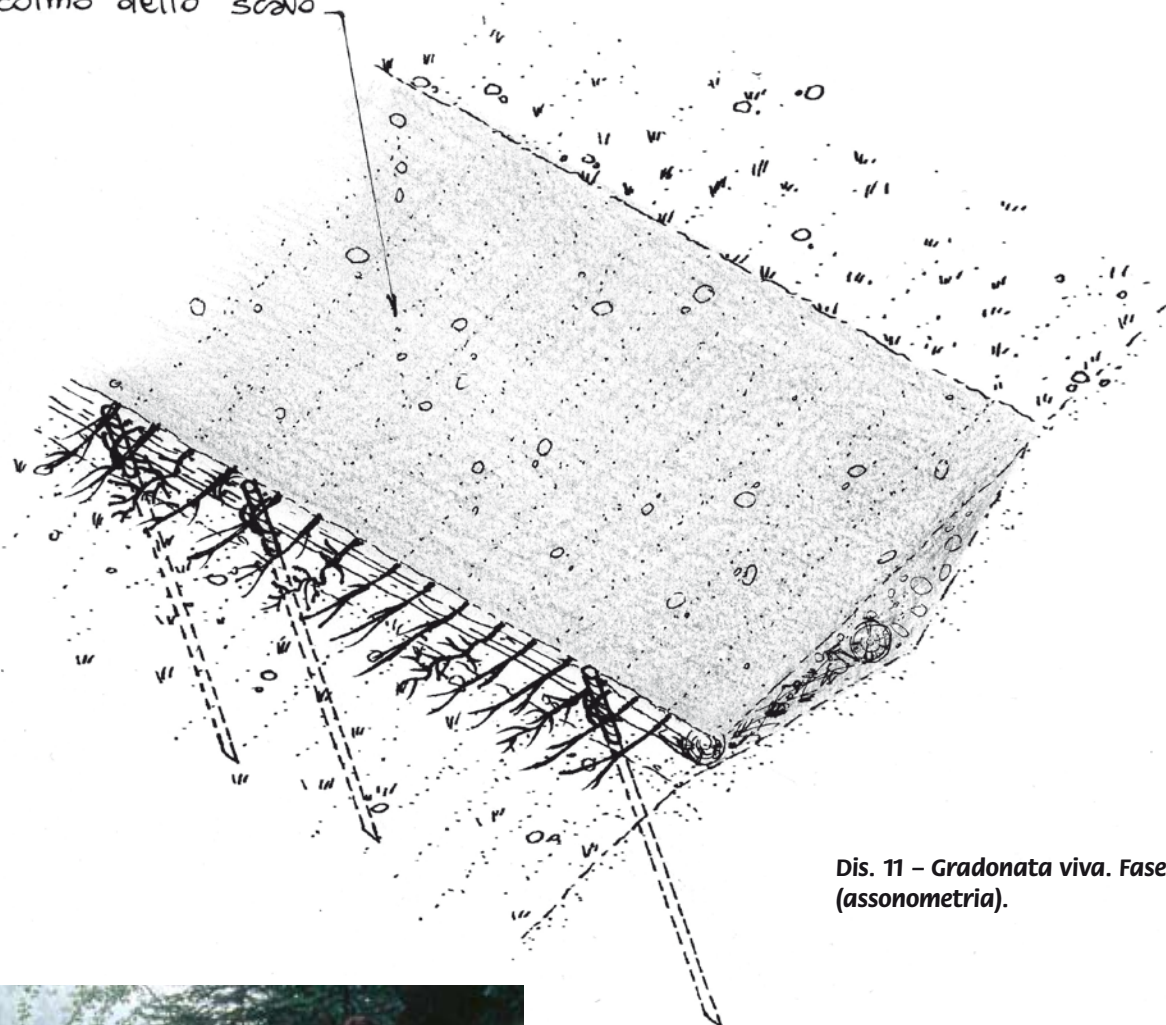 colmo dello scavo
Dis. 11 – Gradonata viva. Fase
(assonometria).